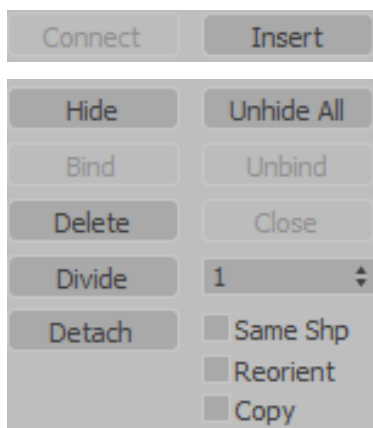 Connect Insert
Hide Unhide All
Bind Unbind
Delete Close
Divide 1
Detach Same Shp
Reorient
Copy